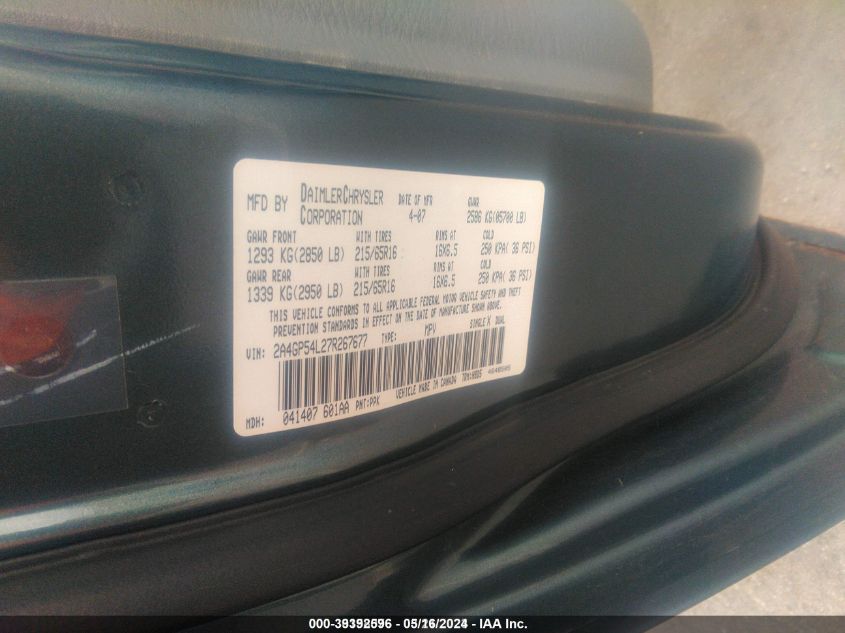 MFD BY DAIMLERCHRYSLER CORPORATION DATE OF MFR 4-07 GVWR 2586 KG(05700 LB)
GAWR FRONT WITH TIRES RIMS AT COLD
1293 KG(2850 LB) 215/65R16 16X6.5 250 KPA( 36 PSI)
GAWR REAR WITH TIRES RIMS AT COLD
1339 KG(2950 LB) 215/65R16 16X6.5 250 KPA( 36 PSI)
THIS VEHICLE CONFORMS TO ALL APPLICABLE FEDERAL MOTOR VEHICLE SAFETY AND THEFT
PREVENTION STANDARDS IN EFFECT ON THE DATE OF MANUFACTURE SHOWN ABOVE.
VIN: 2A4GP54L27R267677 TYPE: MPV SINGLE X DUAL
VEHICLE MADE IN CANADA
MDH: 041407 601AA PNT:PPK
05/16/2024 - IAA Inc.